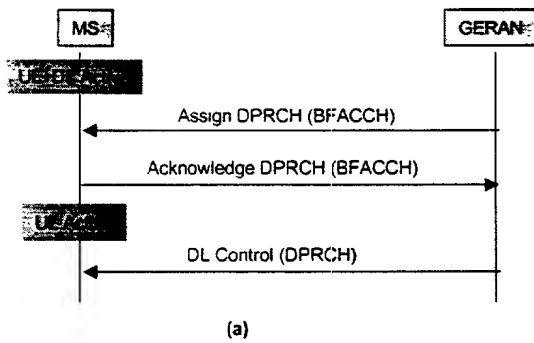 MS
GERAN
Assign DPRCH (BFACCH)
Acknowledge DPRCH (BFACCH)
DL Control (DPRCH)
(a)